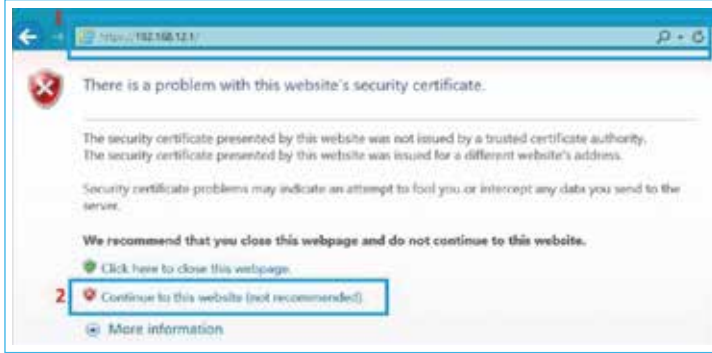 1
https://192.168.12.1/
There is a problem with this website's security certificate.
The security certificate presented by this website was not issued by a trusted certificate authority.
The security certificate presented by this website was issued for a different website's address.
Security certificate problems may indicate an attempt to fool you or intercept any data you send to the
server.
We recommend that you close this webpage and do not continue to this website.
Click here to close this webpage.
2 Continue to this website (not recommended).
More information